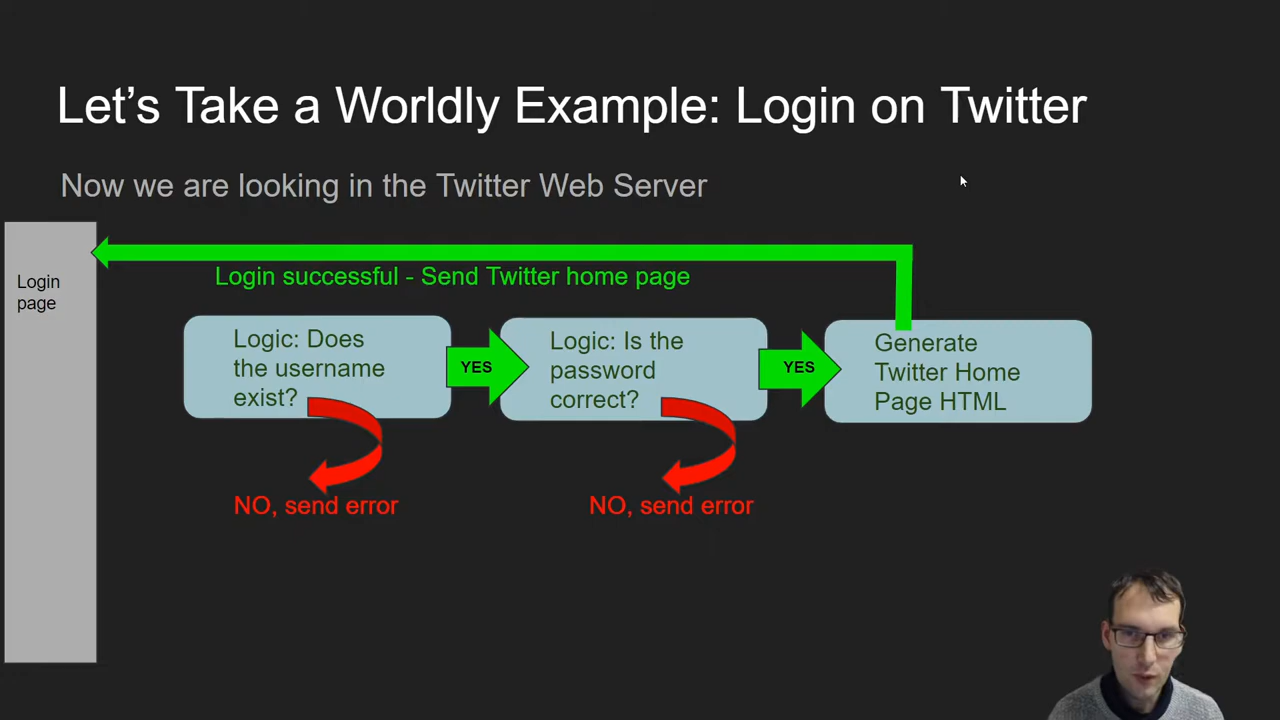 Let's Take a Worldly Example: Login on Twitter
Now we are looking in the Twitter Web Server
Login
page
Login successful - Send Twitter home page
Logic: Does
the username
exist?
YES
Logic: Is the
password
correct?
YES
Generate
Twitter Home
Page HTML
NO, send error
NO, send error